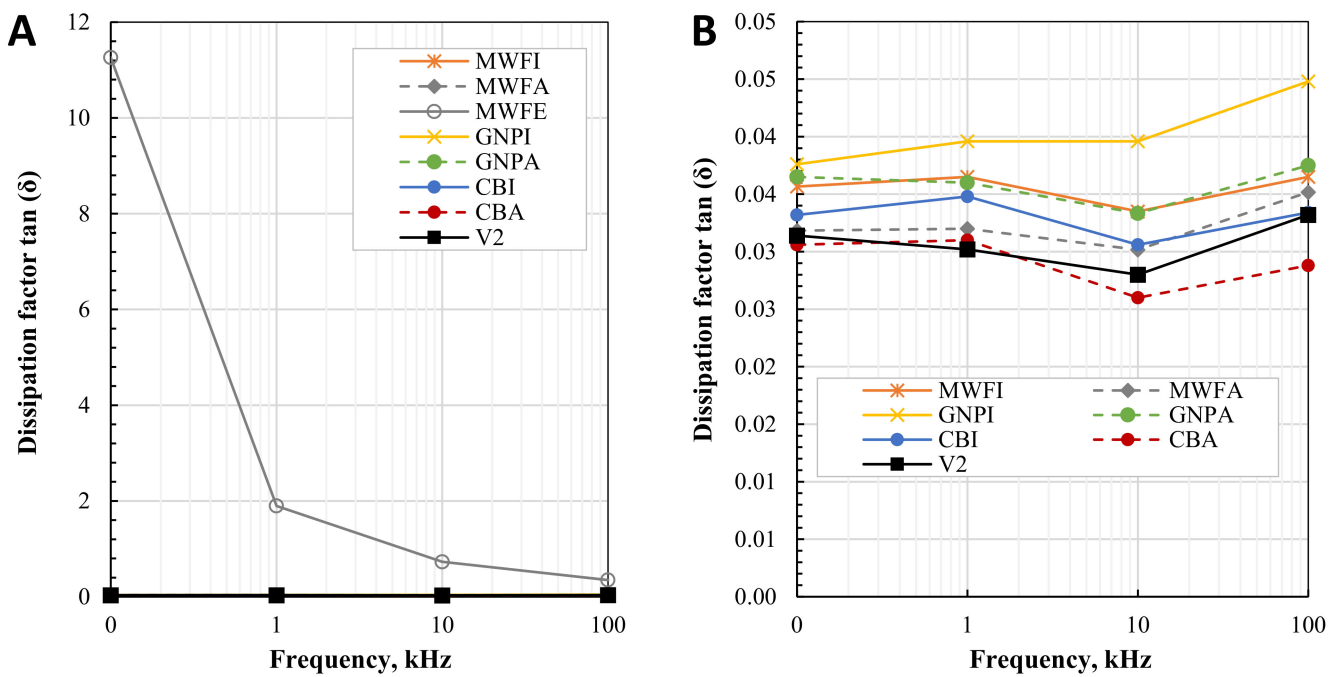 A
Dissipation factor tan (δ)
12
10
8
6
4
2
0
0
1
10
100
Frequency, kHz
MWFI
MWFA
MWFE
GNPI
GNPA
CBI
CBA
V2
B
Dissipation factor tan (δ)
0.05
0.05
0.04
0.04
0.03
0.03
0.02
0.02
0.01
0.01
0.00
0
1
10
100
Frequency, kHz
MWFI
MWFA
GNPI
GNPA
CBI
CBA
V2